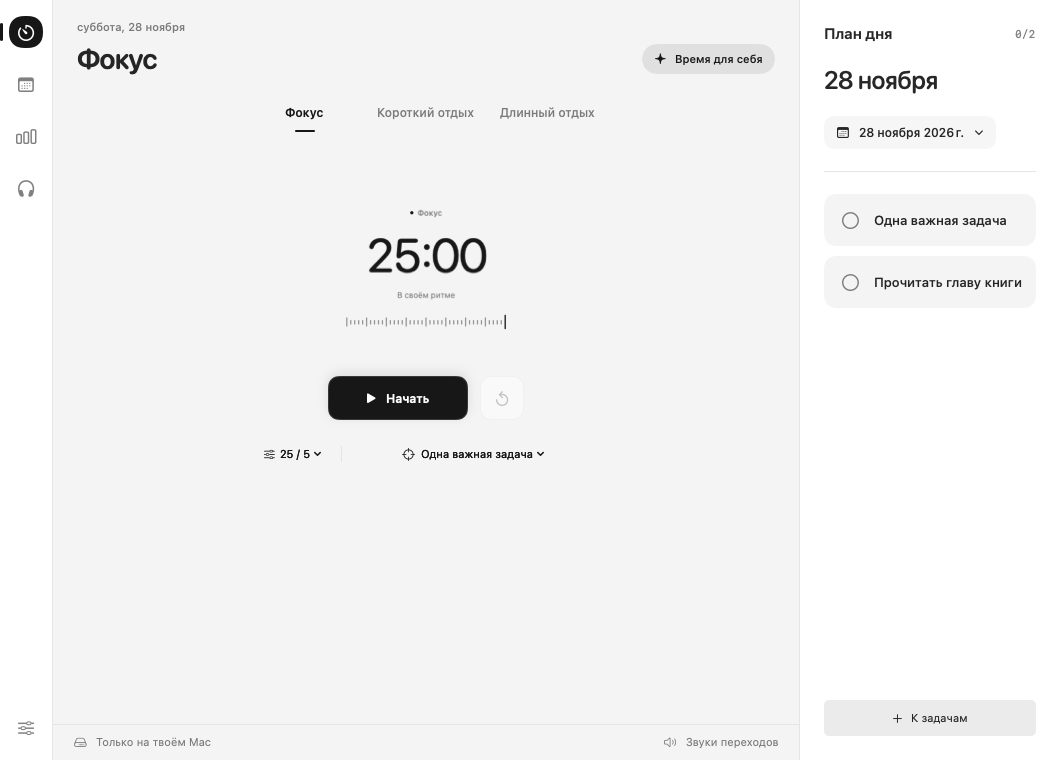 суббота, 28 ноября
Фокус
Время для себя
Фокус
Короткий отдых
Длинный отдых
Фокус
25:00
В своём ритме
Начать
25 / 5
Одна важная задача
Только на твоём Mac
Звуки переходов
План дня
0/2
28 ноября
28 ноября 2026 г.
Одна важная задача
Прочитать главу книги
К задачам